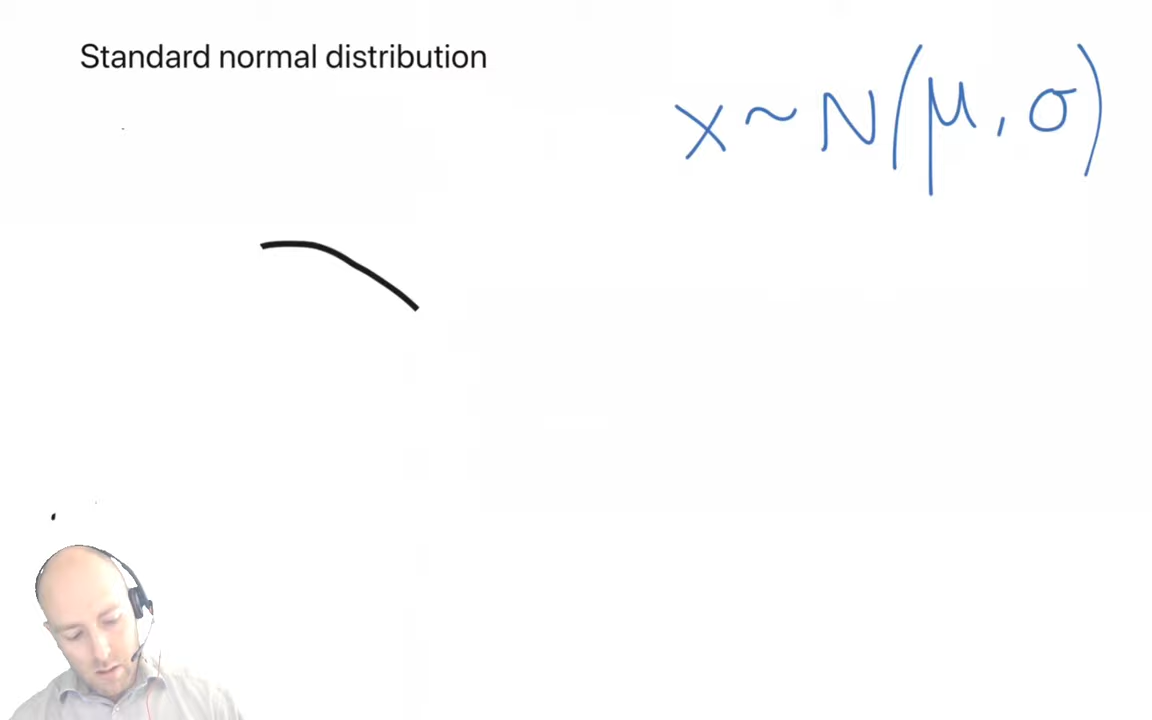 Standard normal distribution
x ~ N(μ, σ)